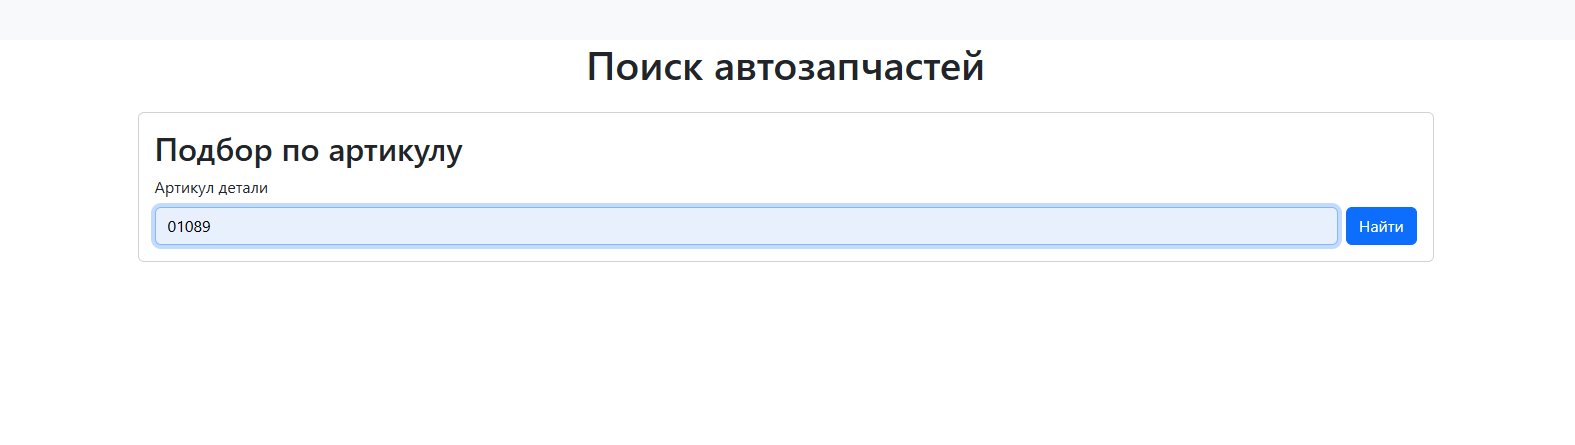 Поиск автозапчастей
Подбор по артикулу
Артикул детали
01089 Найти